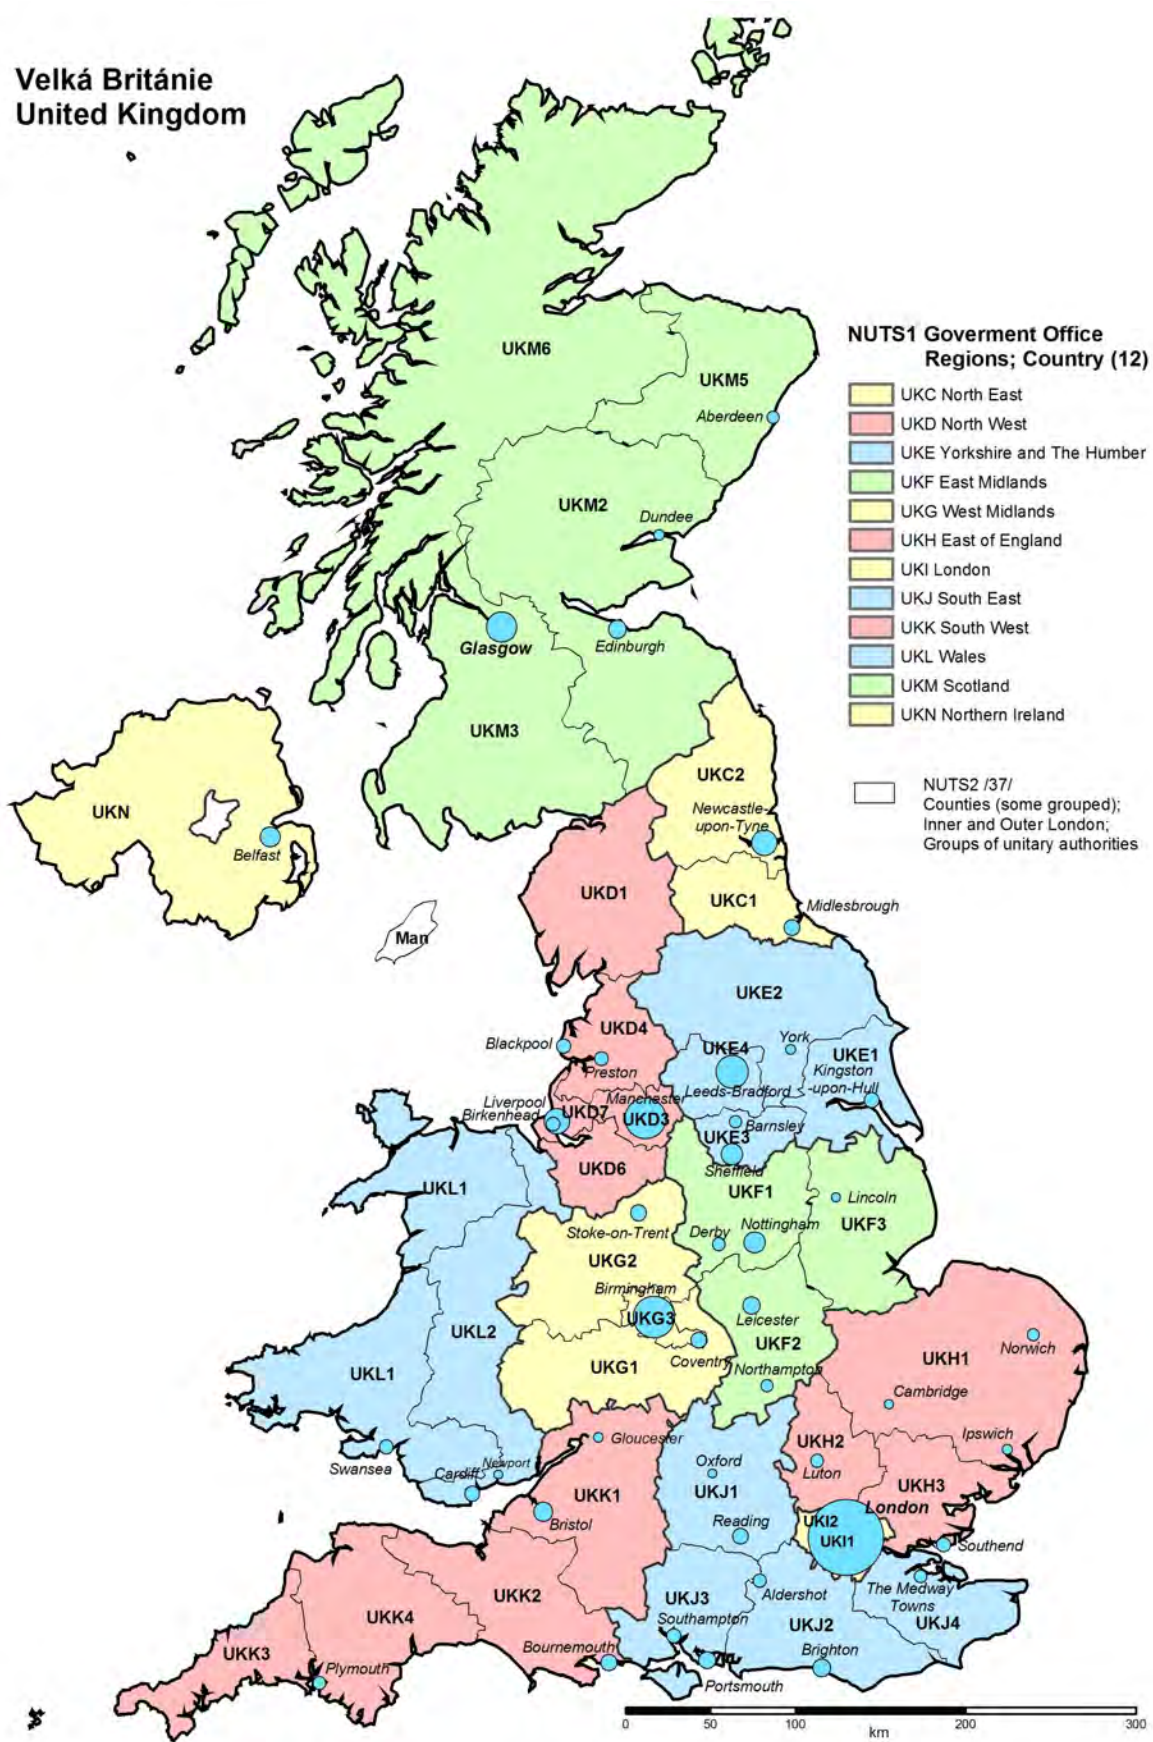 Velká Británie
United Kingdom
UKM6
UKM5
Aberdeen
UKM2
Dundee
Glasgow
Edinburgh
UKM3
NUTS1 Goverment Office
Regions; Country (12)
UKC North East
UKD North West
UKE Yorkshire and The Humber
UKF East Midlands
UKG West Midlands
UKH East of England
UKI London
UKJ South East
UKK South West
UKL Wales
UKM Scotland
UKN Northern Ireland
NUTS2 /37/
Counties (some grouped);
Inner and Outer London;
Groups of unitary authorities
UKN
Belfast
Man
UKC2
Newcastle-
upon-Tyne
UKD1
UKC1
Midlesbrough
UKE2
UKD4
Blackpool
Preston
UKE4
York
UKE1
Kingston
-upon-Hull
Leeds-Bradford
Liverpool
Birkenhead
UKD7
Manchester
UKD3
Barnsley
UKE3
Sheffield
UKD6
UKL1
UKF1
Lincoln
UKF3
Stoke-on-Trent
Derby
Nottingham
UKG2
Birmingham
UKG3
Leicester
UKL2
UKF2
Coventry
UKG1
Northampton
UKL1
UKH1
Norwich
Cambridge
Gloucester
UKH2
Luton
Ipswich
Swansea
Cardiff
Newport
Oxford
UKJ1
UKH3
UKK1
Bristol
Reading
London
UKI2
UKI1
Southend
UKK2
UKJ3
Aldershot
The Medway
Towns
UKK4
Southampton
UKJ2
UKJ4
UKK3
Bournemouth
Brighton
Plymouth
Portsmouth
0 50 100 200 300
km